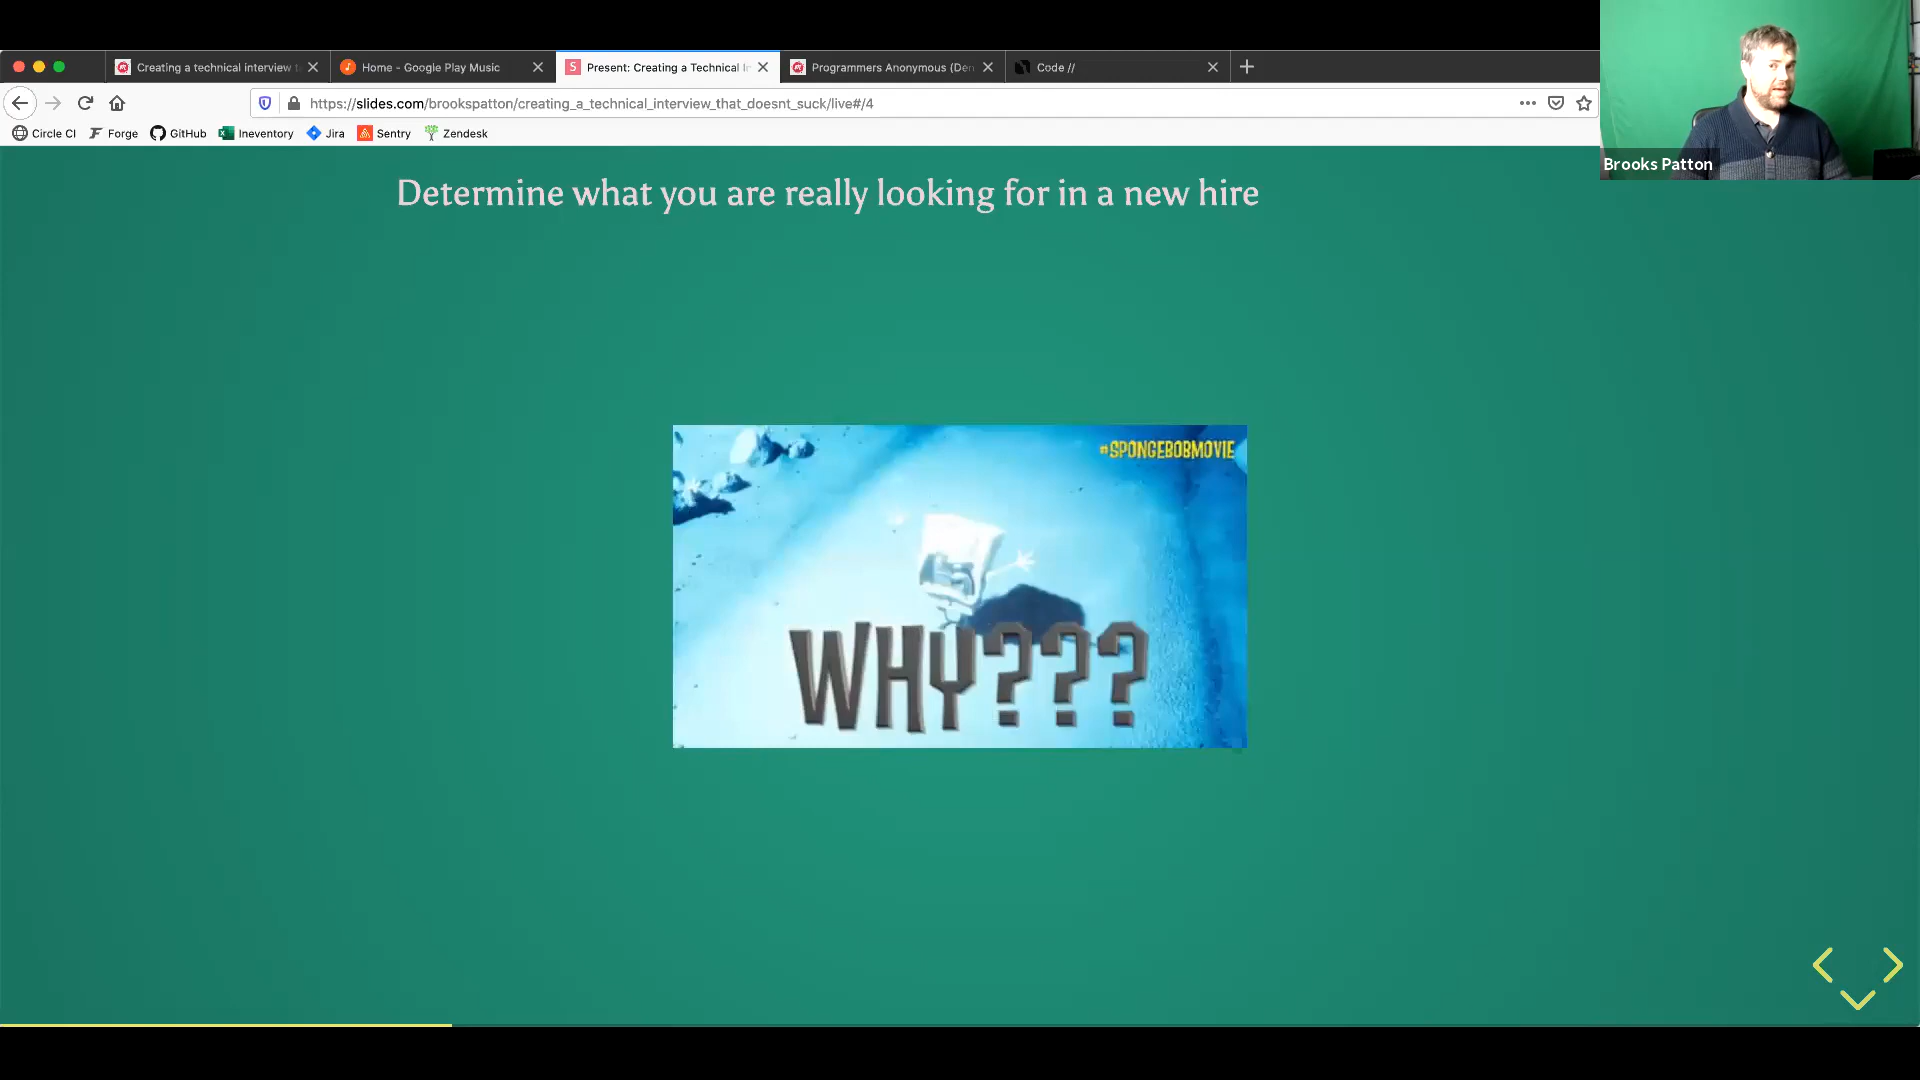 Creating a technical interview t
Home - Google Play Music
Present: Creating a Technical I
Programmers Anonymous (Den
Code //
https://slides.com/brookspatton/creating_a_technical_interview_that_doesnt_suck/live#/4
Circle CI
Forge
GitHub
Ineventory
Jira
Sentry
Zendesk
Brooks Patton
Determine what you are really looking for in a new hire
#SPONGEBOBMOVIE
WHY???